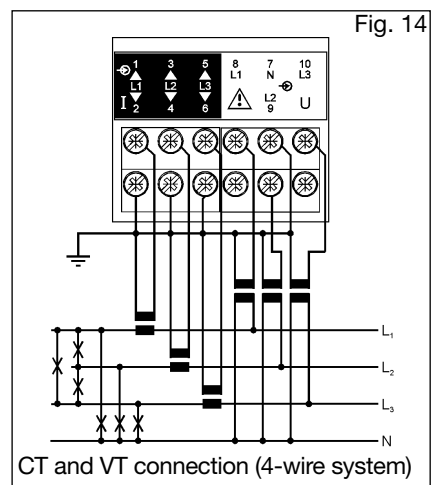 Fig. 14
1 3 5 8 7 10
L1 N L3
L1 L2 L3
I L2 U
2 4 6 9
L1
L2
L3
N
CT and VT connection (4-wire system)